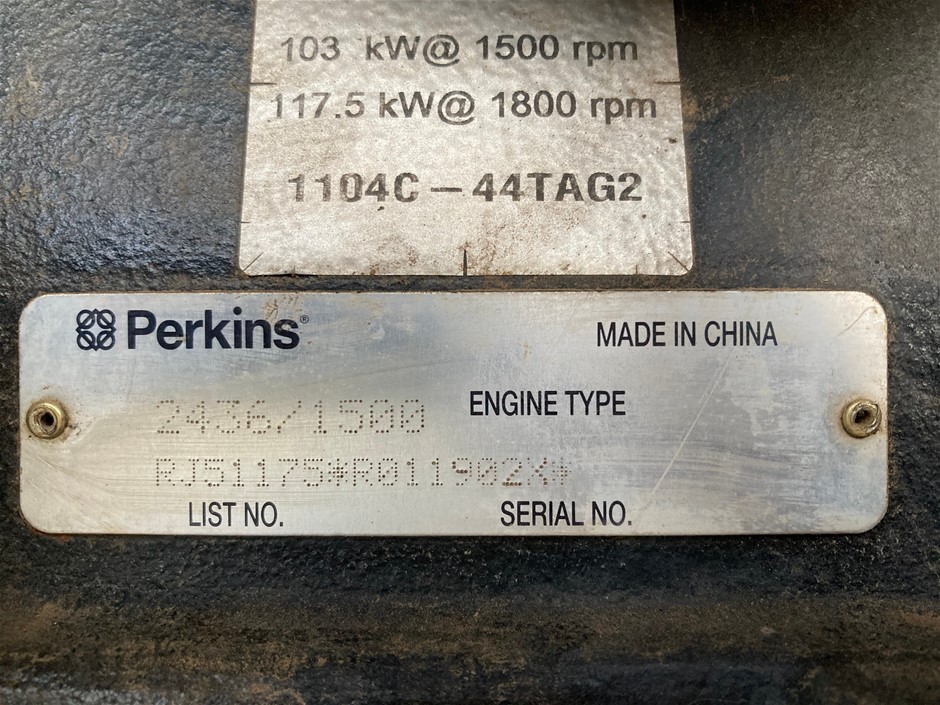 103 kW@ 1500 rpm
117.5 kW@ 1800 rpm
1104C-44TAG2
Perkins®
MADE IN CHINA
2436/1500 ENGINE TYPE
RJ51175*R011902X*
LIST NO. SERIAL NO.